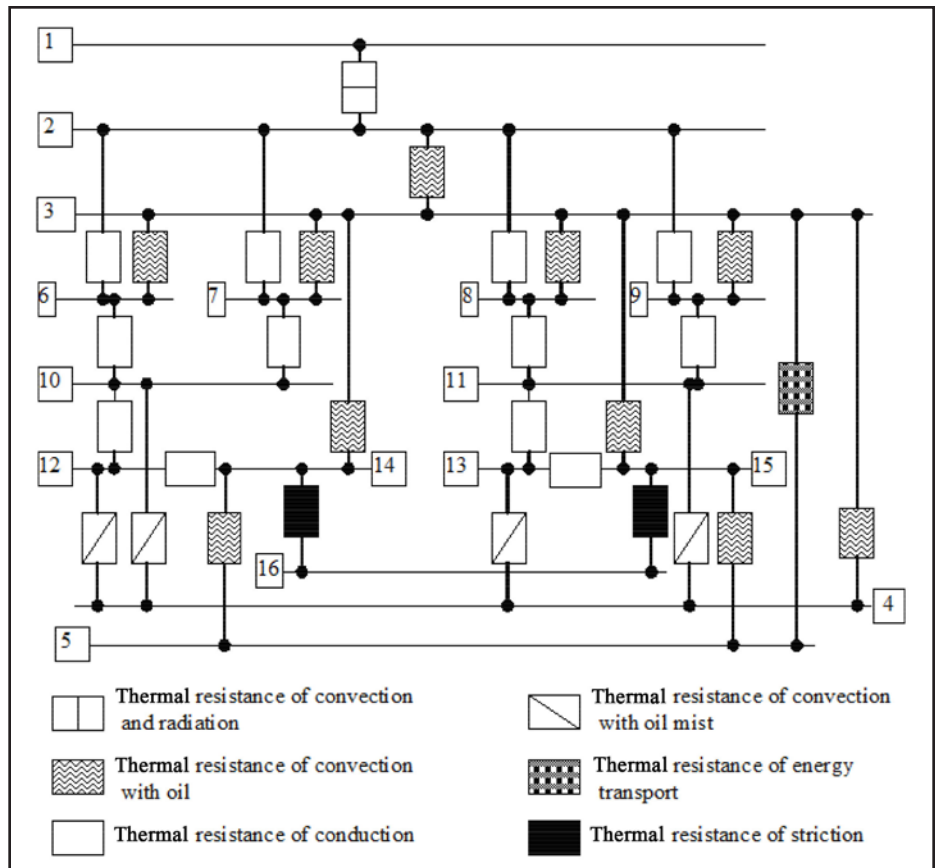 1
2
3
6 7 8 9
10 11
12 14 13 15
16
4
5
Thermal resistance of convection and radiation
Thermal resistance of convection with oil mist
Thermal resistance of convection with oil
Thermal resistance of energy transport
Thermal resistance of conduction
Thermal resistance of striction